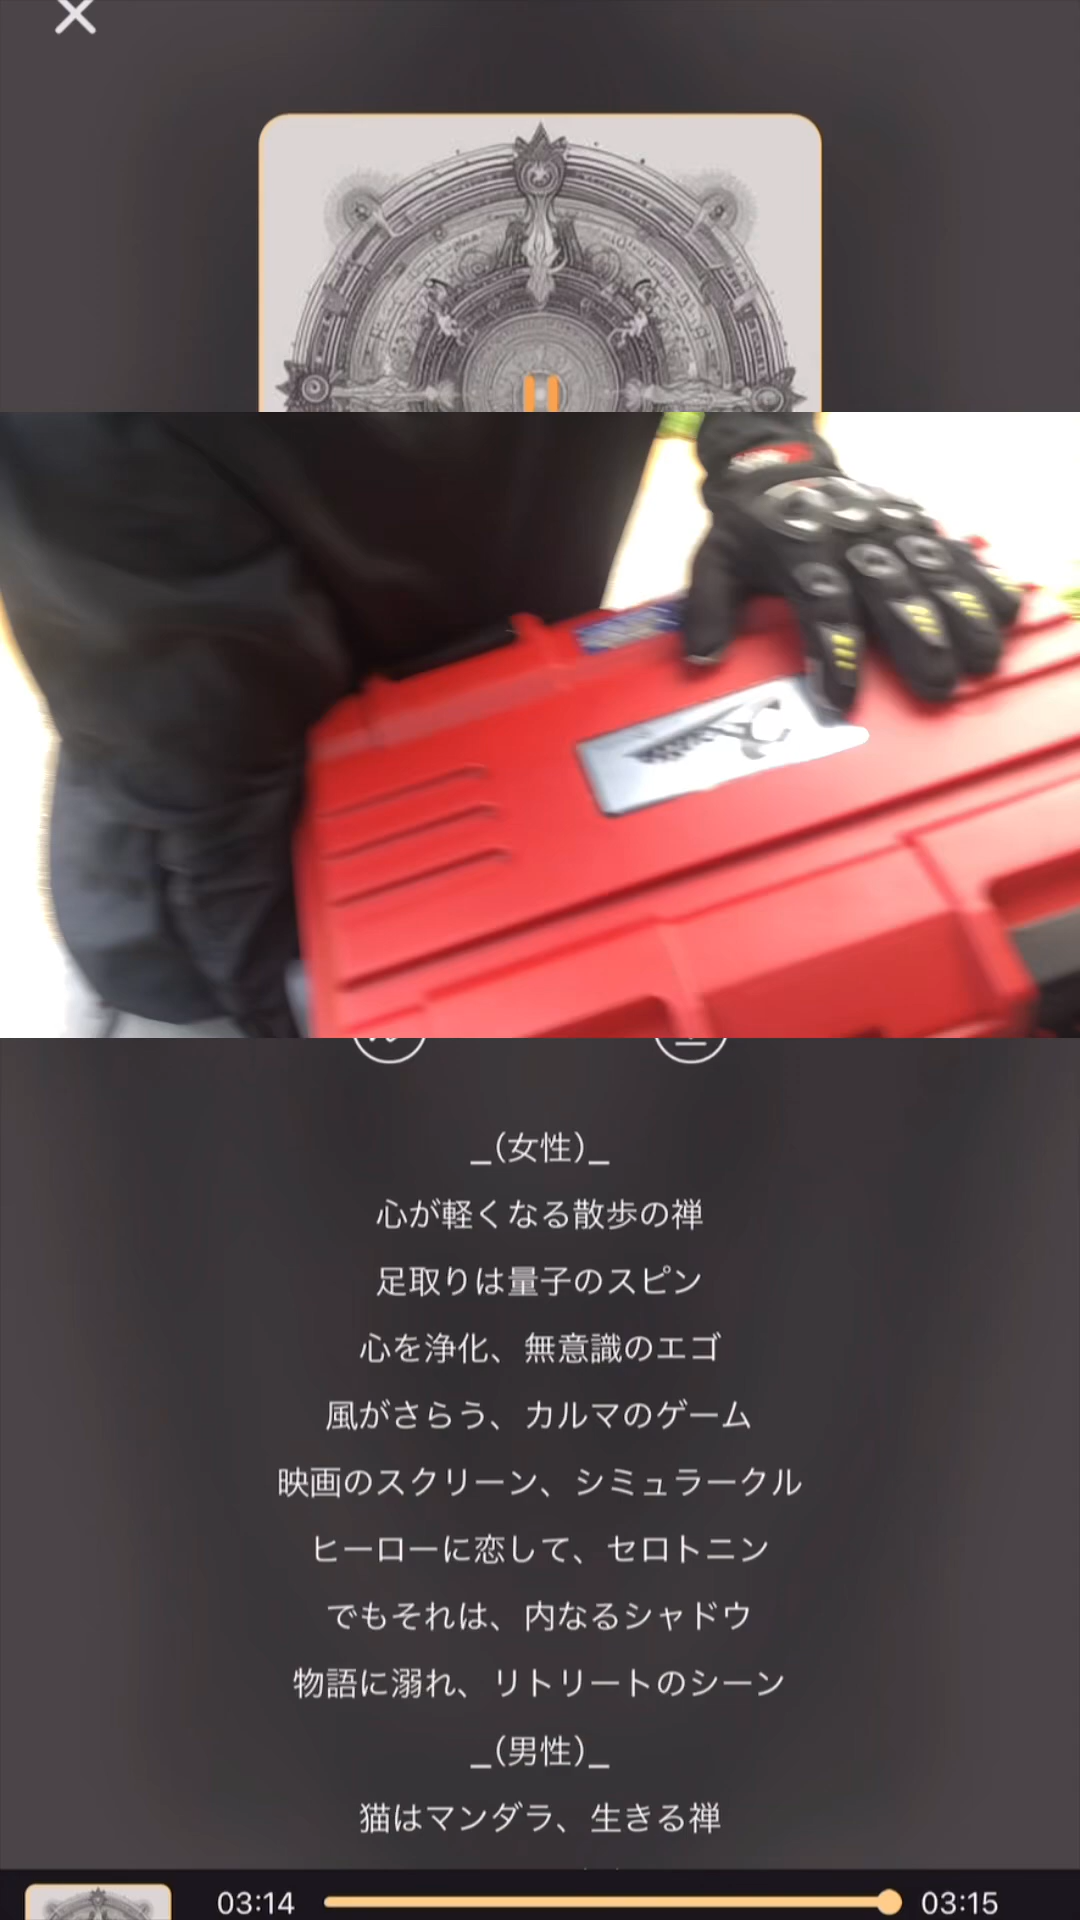 _(女性)_
心が軽くなる散歩の禅
足取りは量子のスピン
心を浄化、無意識のエゴ
風がさらう、カルマのゲーム
映画のスクリーン、シミュラークル
ヒーローに恋して、セロトニン
でもそれは、内なるシャドウ
物語に溺れ、リトリートのシーン
_(男性)_
猫はマンダラ、生きる禅
03:14
03:15